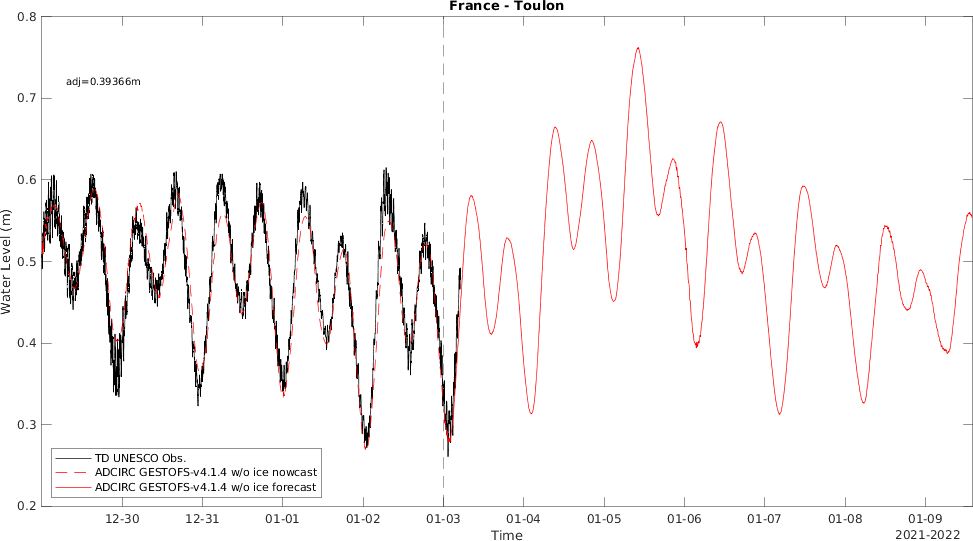 France - Toulon
adj=0.39366m
Water Level (m)
0.8
0.7
0.6
0.5
0.4
0.3
0.2
TD UNESCO Obs.
ADCIRC GESTOFS-v4.1.4 w/o ice nowcast
ADCIRC GESTOFS-v4.1.4 w/o ice forecast
12-30 12-31 01-01 01-02 01-03 01-04 01-05 01-06 01-07 01-08 01-09
Time
2021-2022